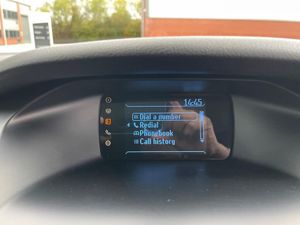 14:45
Dial a number
Redial
Phonebook
Call history